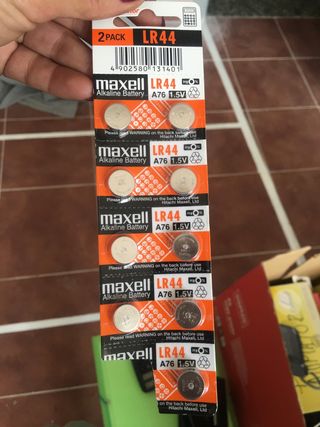 2 PACK LR44
4 902580 131401
maxell LR44
Alkaline Battery A76 1.5V
Please read WARNING on the back before use
Hitachi Maxell, Ltd
maxell LR44
Alkaline Battery A76 1.5V
Please read WARNING on the back before use
Hitachi Maxell, Ltd
maxell LR44
Alkaline Battery A76 1.5V
Please read WARNING on the back before use
Hitachi Maxell, Ltd
maxell LR44
Alkaline Battery A76 1.5V
Please read WARNING on the back before use
Hitachi Maxell, Ltd
maxell LR44
A76 1.5V
on the back before use
Hitachi Maxell, Ltd